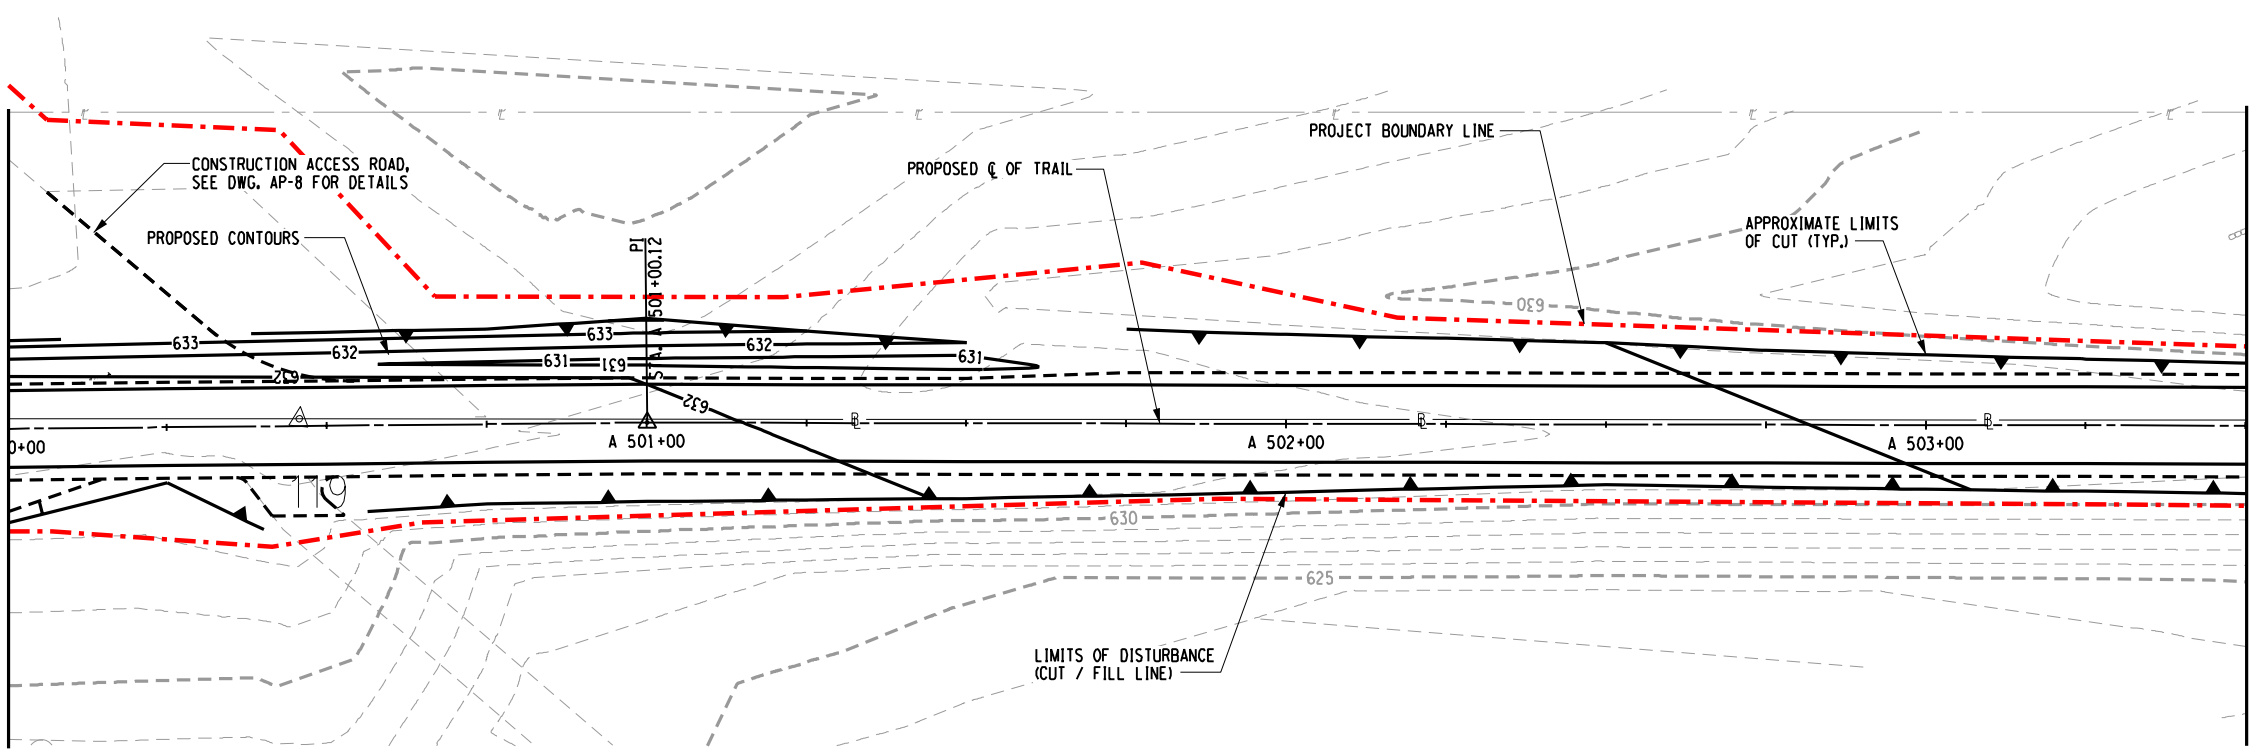 PROJECT BOUNDARY LINE
CONSTRUCTION ACCESS ROAD,
SEE DWG. AP-8 FOR DETAILS
PROPOSED ℄ OF TRAIL
APPROXIMATE LIMITS
OF CUT (TYP.)
PROPOSED CONTOURS
PI
STA. A 501+00.12
630
633
633
632
632
631
631
631
632
632
0+00
A 501+00
A 502+00
A 503+00
119
630
625
LIMITS OF DISTURBANCE
(CUT / FILL LINE)